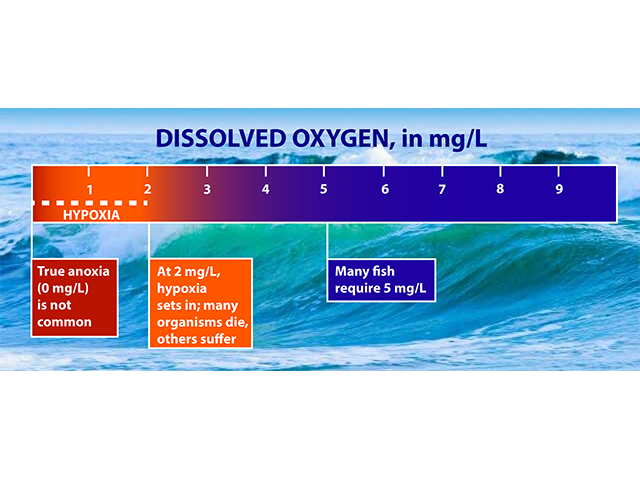 DISSOLVED OXYGEN, in mg/L
1 2 3 4 5 6 7 8 9
HYPOXIA
True anoxia
(0 mg/L)
is not
common
At 2 mg/L,
hypoxia
sets in; many
organisms die,
others suffer
Many fish
require 5 mg/L